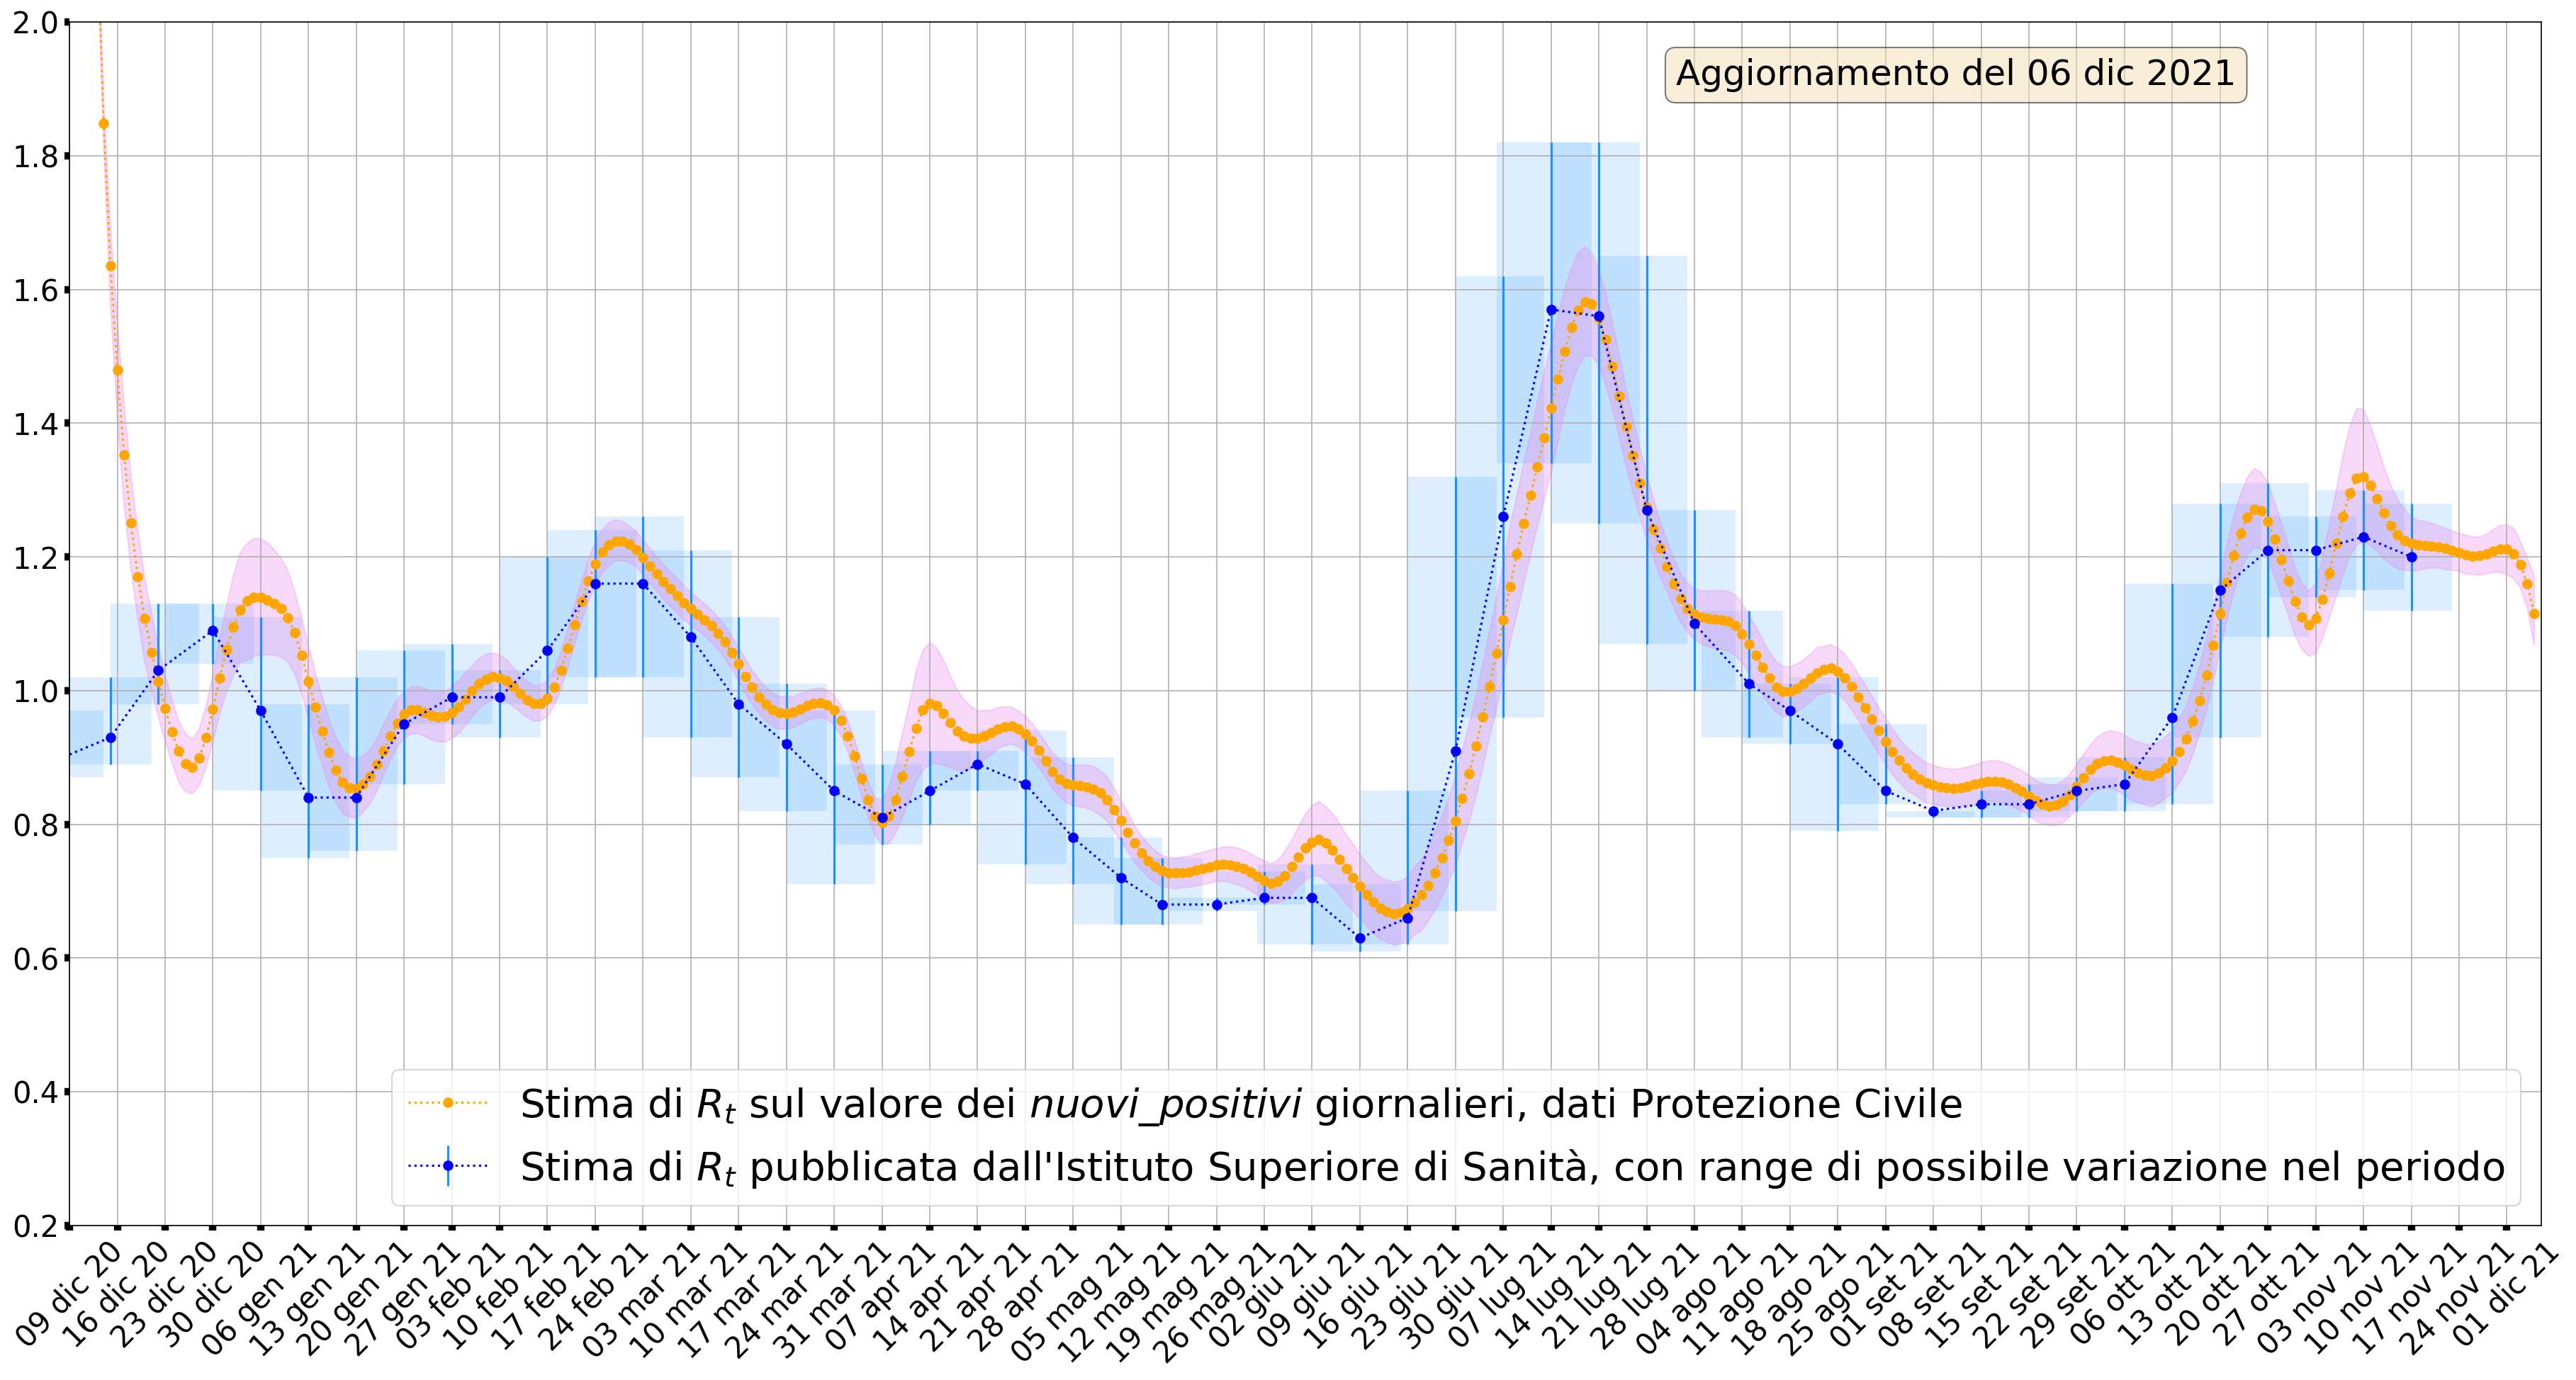 2.0
1.8
1.6
1.4
1.2
1.0
0.8
0.6
0.4
0.2
Aggiornamento del 06 dic 2021
Stima di Rt sul valore dei nuovi_positivi giornalieri, dati Protezione Civile
Stima di Rt pubblicata dall'Istituto Superiore di Sanità, con range di possibile variazione nel periodo
09 dic 20
16 dic 20
23 dic 20
30 dic 20
06 gen 21
13 gen 21
20 gen 21
27 gen 21
03 feb 21
10 feb 21
17 feb 21
24 feb 21
03 mar 21
10 mar 21
17 mar 21
24 mar 21
31 mar 21
07 apr 21
14 apr 21
21 apr 21
28 apr 21
05 mag 21
12 mag 21
19 mag 21
26 mag 21
02 giu 21
09 giu 21
16 giu 21
23 giu 21
30 giu 21
07 lug 21
14 lug 21
21 lug 21
28 lug 21
04 ago 21
11 ago 21
18 ago 21
25 ago 21
01 set 21
08 set 21
15 set 21
22 set 21
29 set 21
06 ott 21
13 ott 21
20 ott 21
27 ott 21
03 nov 21
10 nov 21
17 nov 21
24 nov 21
01 dic 21